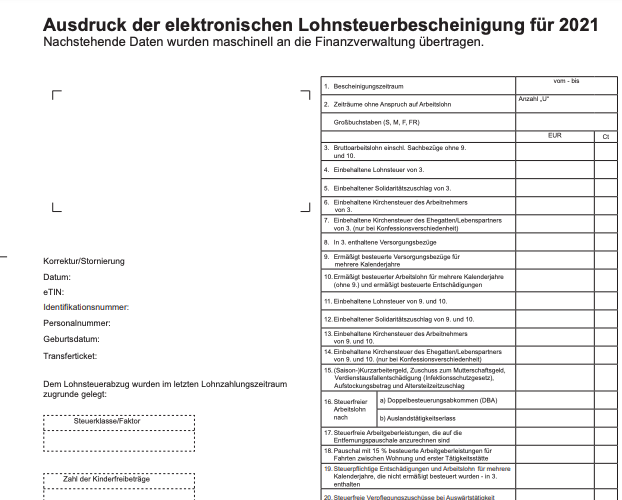 Ausdruck der elektronischen Lohnsteuerbescheinigung für 2021
Nachstehende Daten wurden maschinell an die Finanzverwaltung übertragen.
Korrektur/Stornierung
Datum:
eTIN:
Identifikationsnummer:
Personalnummer:
Geburtsdatum:
Transferticket:
Dem Lohnsteuerabzug wurden im letzten Lohnzahlungszeitraum
zugrunde gelegt:
Steuerklasse/Faktor
Zahl der Kinderfreibeträge
1. Bescheinigungszeitraum
vom - bis
2. Zeiträume ohne Anspruch auf Arbeitslohn
Anzahl „U"
Großbuchstaben (S, M, F, FR)
EUR Ct
3. Bruttoarbeitslohn einschl. Sachbezüge ohne 9.
und 10.
4. Einbehaltene Lohnsteuer von 3.
5. Einbehaltener Solidaritätszuschlag von 3.
6. Einbehaltene Kirchensteuer des Arbeitnehmers
von 3.
7. Einbehaltene Kirchensteuer des Ehegatten/Lebenspartners
von 3. (nur bei Konfessionsverschiedenheit)
8. In 3. enthaltene Versorgungsbezüge
9. Ermäßigt besteuerte Versorgungsbezüge für
mehrere Kalenderjahre
10. Ermäßigt besteuerter Arbeitslohn für mehrere Kalenderjahre
(ohne 9.) und ermäßigt besteuerte Entschädigungen
11. Einbehaltene Lohnsteuer von 9. und 10.
12. Einbehaltener Solidaritätszuschlag von 9. und 10.
13. Einbehaltene Kirchensteuer des Arbeitnehmers
von 9. und 10.
14. Einbehaltene Kirchensteuer des Ehegatten/Lebenspartners
von 9. und 10. (nur bei Konfessionsverschiedenheit)
15. (Saison-)Kurzarbeitergeld, Zuschuss zum Mutterschaftsgeld,
Verdienstausfallentschädigung (Infektionsschutzgesetz),
Aufstockungsbetrag und Altersteilzeitzuschlag
16. Steuerfreier
Arbeitslohn
nach
a) Doppelbesteuerungsabkommen (DBA)
b) Auslandstätigkeitserlass
17. Steuerfreie Arbeitgeberleistungen, die auf die
Entfernungspauschale anzurechnen sind
18. Pauschal mit 15 % besteuerte Arbeitgeberleistungen für
Fahrten zwischen Wohnung und erster Tätigkeitsstätte
19. Steuerpflichtige Entschädigungen und Arbeitslohn für mehrere
Kalenderjahre, die nicht ermäßigt besteuert wurden - in 3.
enthalten
20. Steuerfreie Verpflegungszuschüsse bei Auswärtstätigkeit